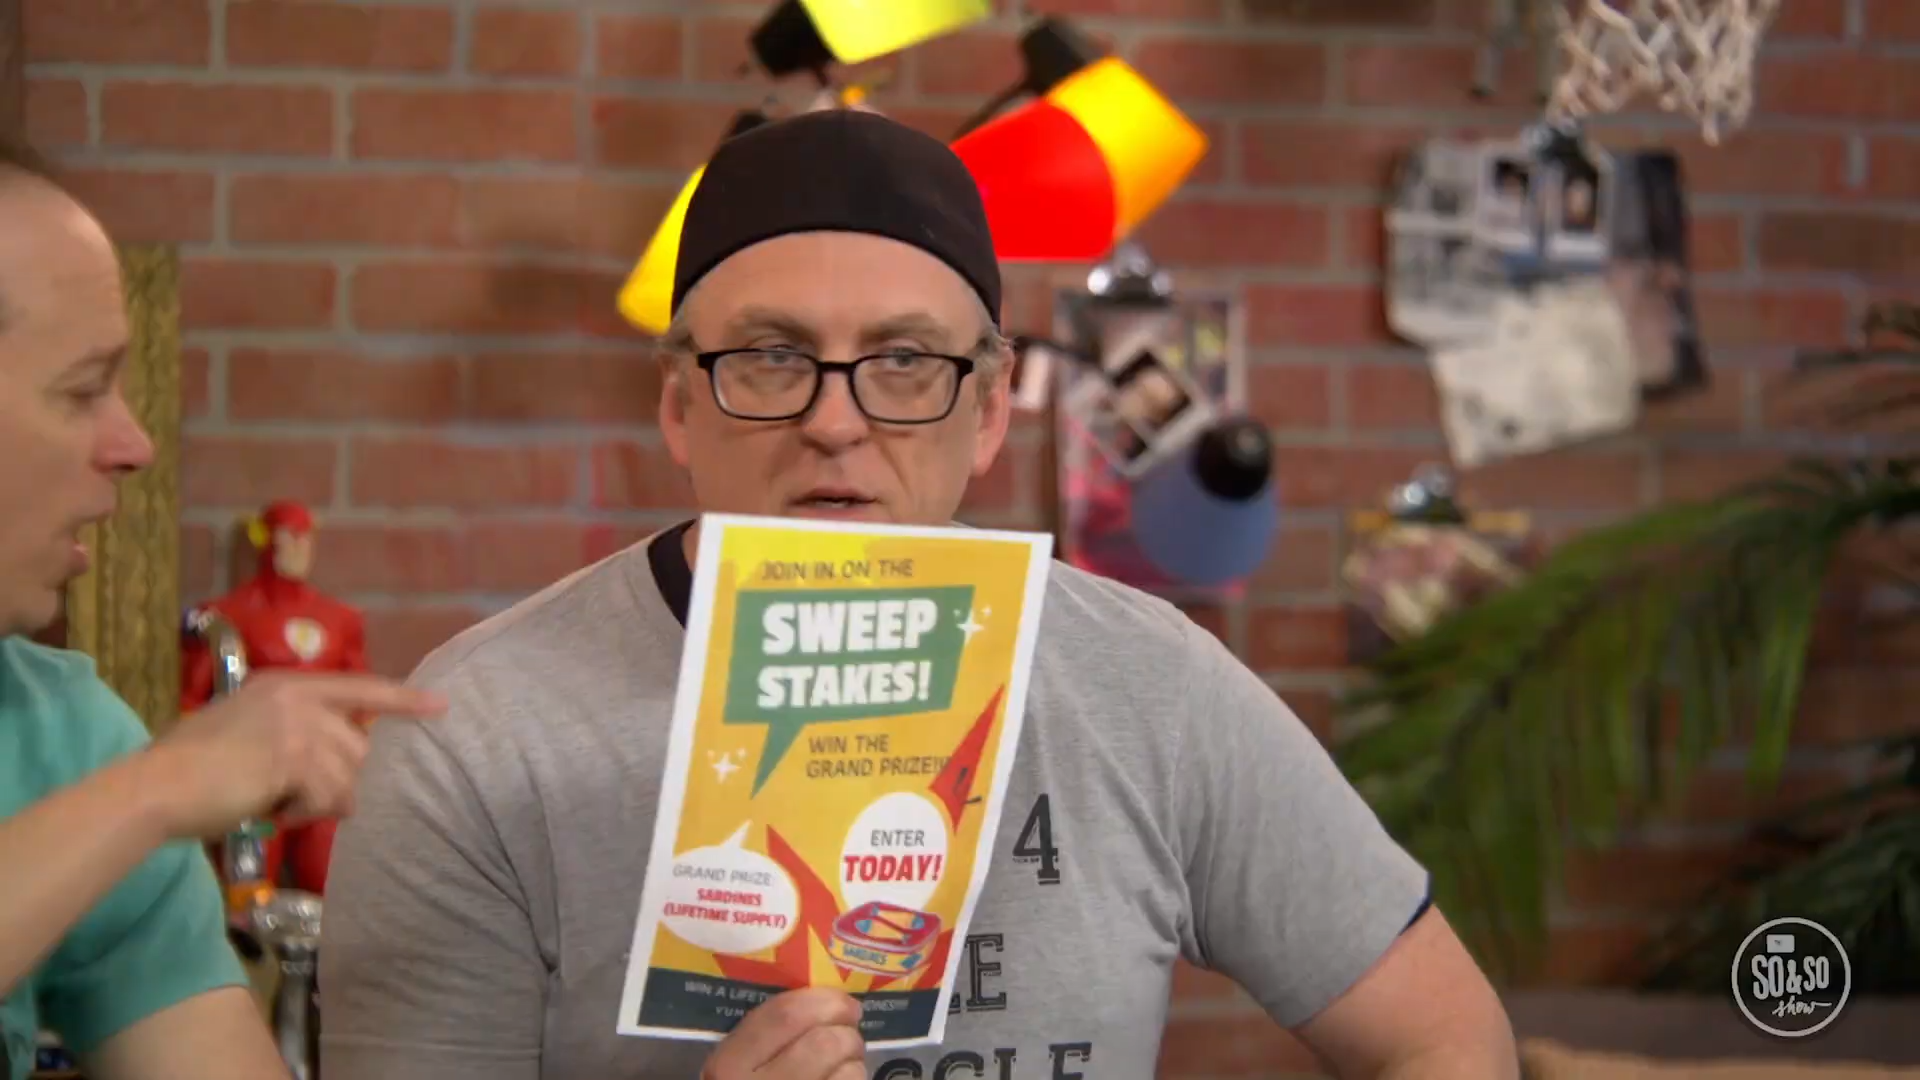 JOIN IN ON THE
SWEEP
STAKES!
WIN THE
GRAND PRIZE!!
ENTER
TODAY!
GRAND PRIZE:
SARDINES
(LIFETIME SUPPLY)
SARDINES
WIN A
4
SO&SO
show